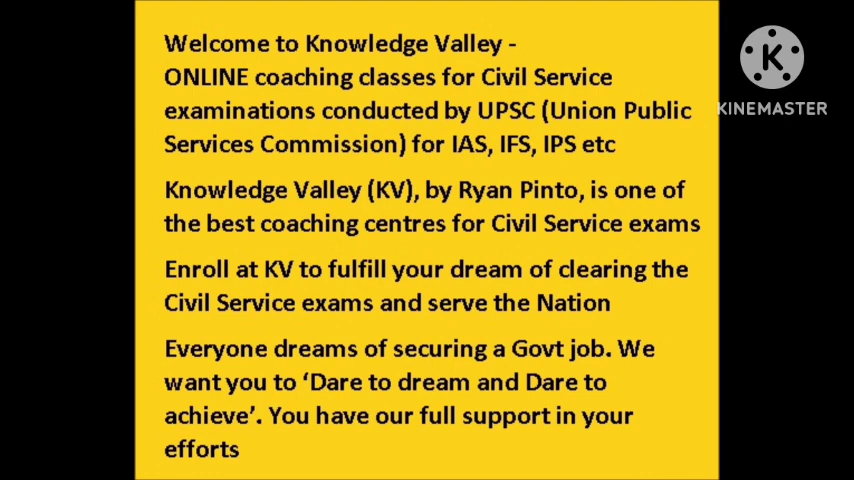 Welcome to Knowledge Valley -
ONLINE coaching classes for Civil Service
examinations conducted by UPSC (Union Public
Services Commission) for IAS, IFS, IPS etc
Knowledge Valley (KV), by Ryan Pinto, is one of
the best coaching centres for Civil Service exams
Enroll at KV to fulfill your dream of clearing the
Civil Service exams and serve the Nation
Everyone dreams of securing a Govt job. We
want you to ‘Dare to dream and Dare to
achieve’. You have our full support in your
efforts
K
KINEMASTER